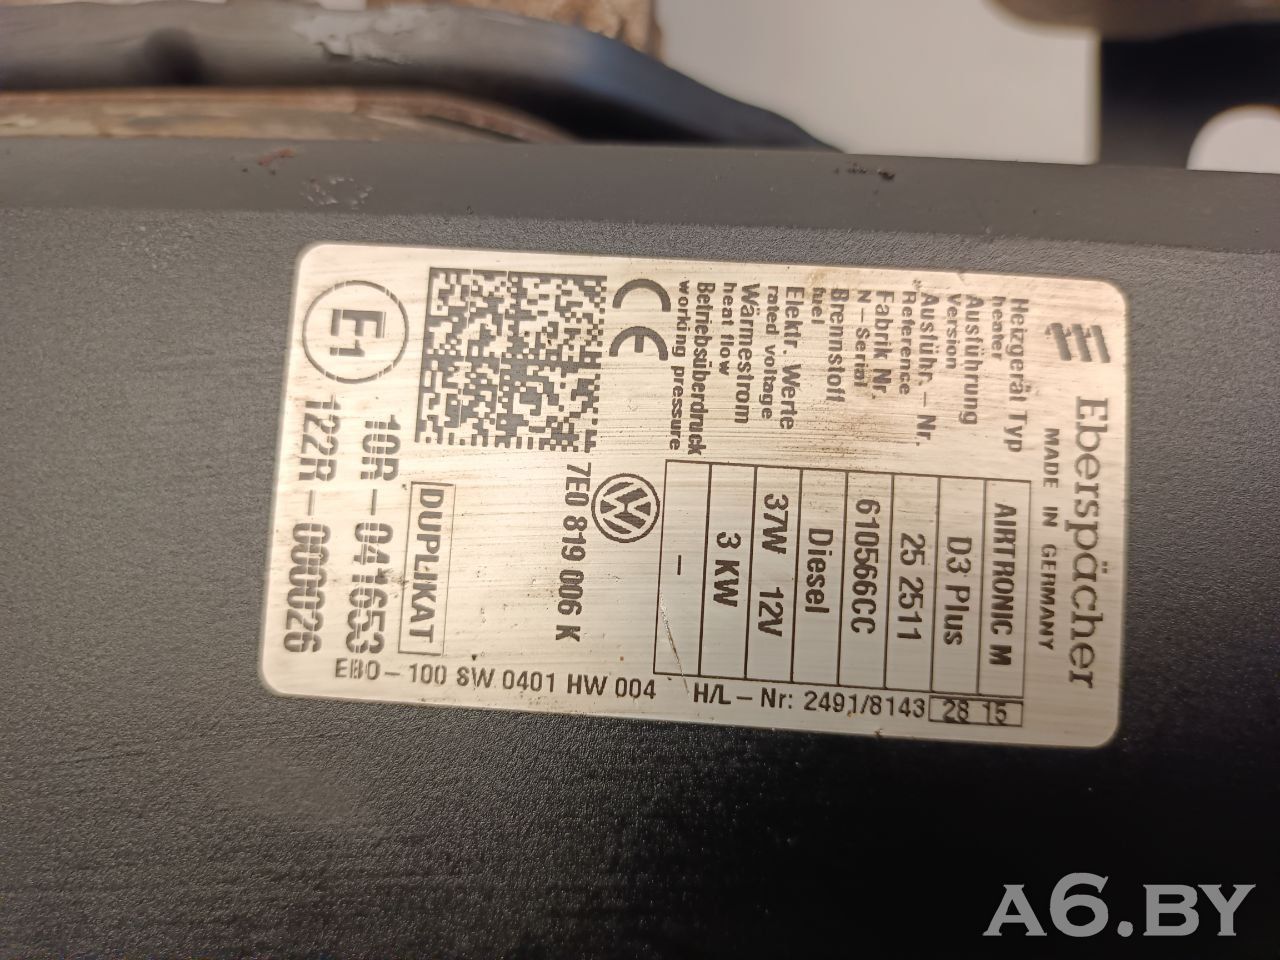 Eberspächer
MADE IN GERMANY
Heizgerät Typ
heater
AIRTRONIC M
Ausführung
version
D3 Plus
Ausführ.-Nr.
Reference
25 2511
Fabrik Nr.
N-Serial
610566CC
Brennstoff
fuel
Diesel
Elektr. Werte
rated voltage
37W 12V
Wärmestrom
heat flow
3 KW
Betriebsüberdruck
working pressure
-
28 15
H/L-Nr: 2491/8143
CE
7E0 819 006 K
EBO-100 SW 0401 HW 004
DUPLIKAT
E1
10R-041653
122R-000026
A6.BY